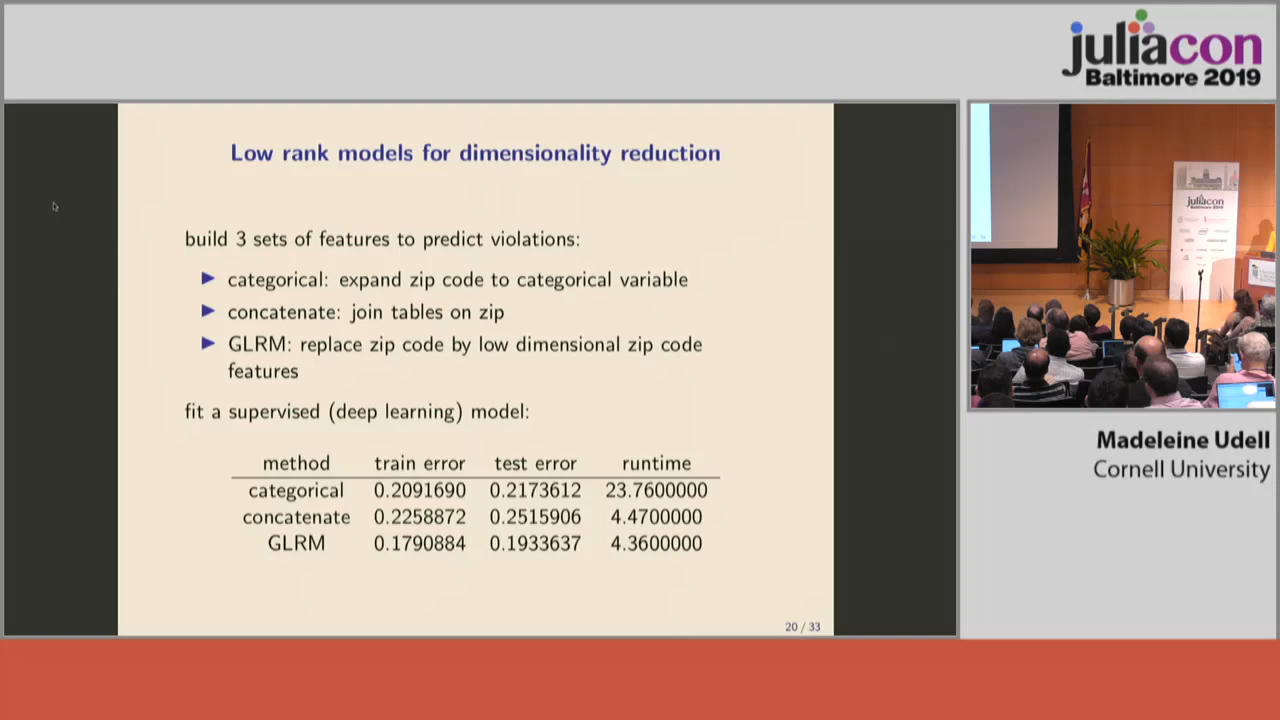 juliacon
Baltimore 2019
Low rank models for dimensionality reduction
build 3 sets of features to predict violations:
categorical: expand zip code to categorical variable
concatenate: join tables on zip
GLRM: replace zip code by low dimensional zip code
features
fit a supervised (deep learning) model:
method train error test error runtime
categorical 0.2091690 0.2173612 23.7600000
concatenate 0.2258872 0.2515906 4.4700000
GLRM 0.1790884 0.1933637 4.3600000
20 / 33
juliacon
Baltimore 2019
Madeleine Udell
Cornell University